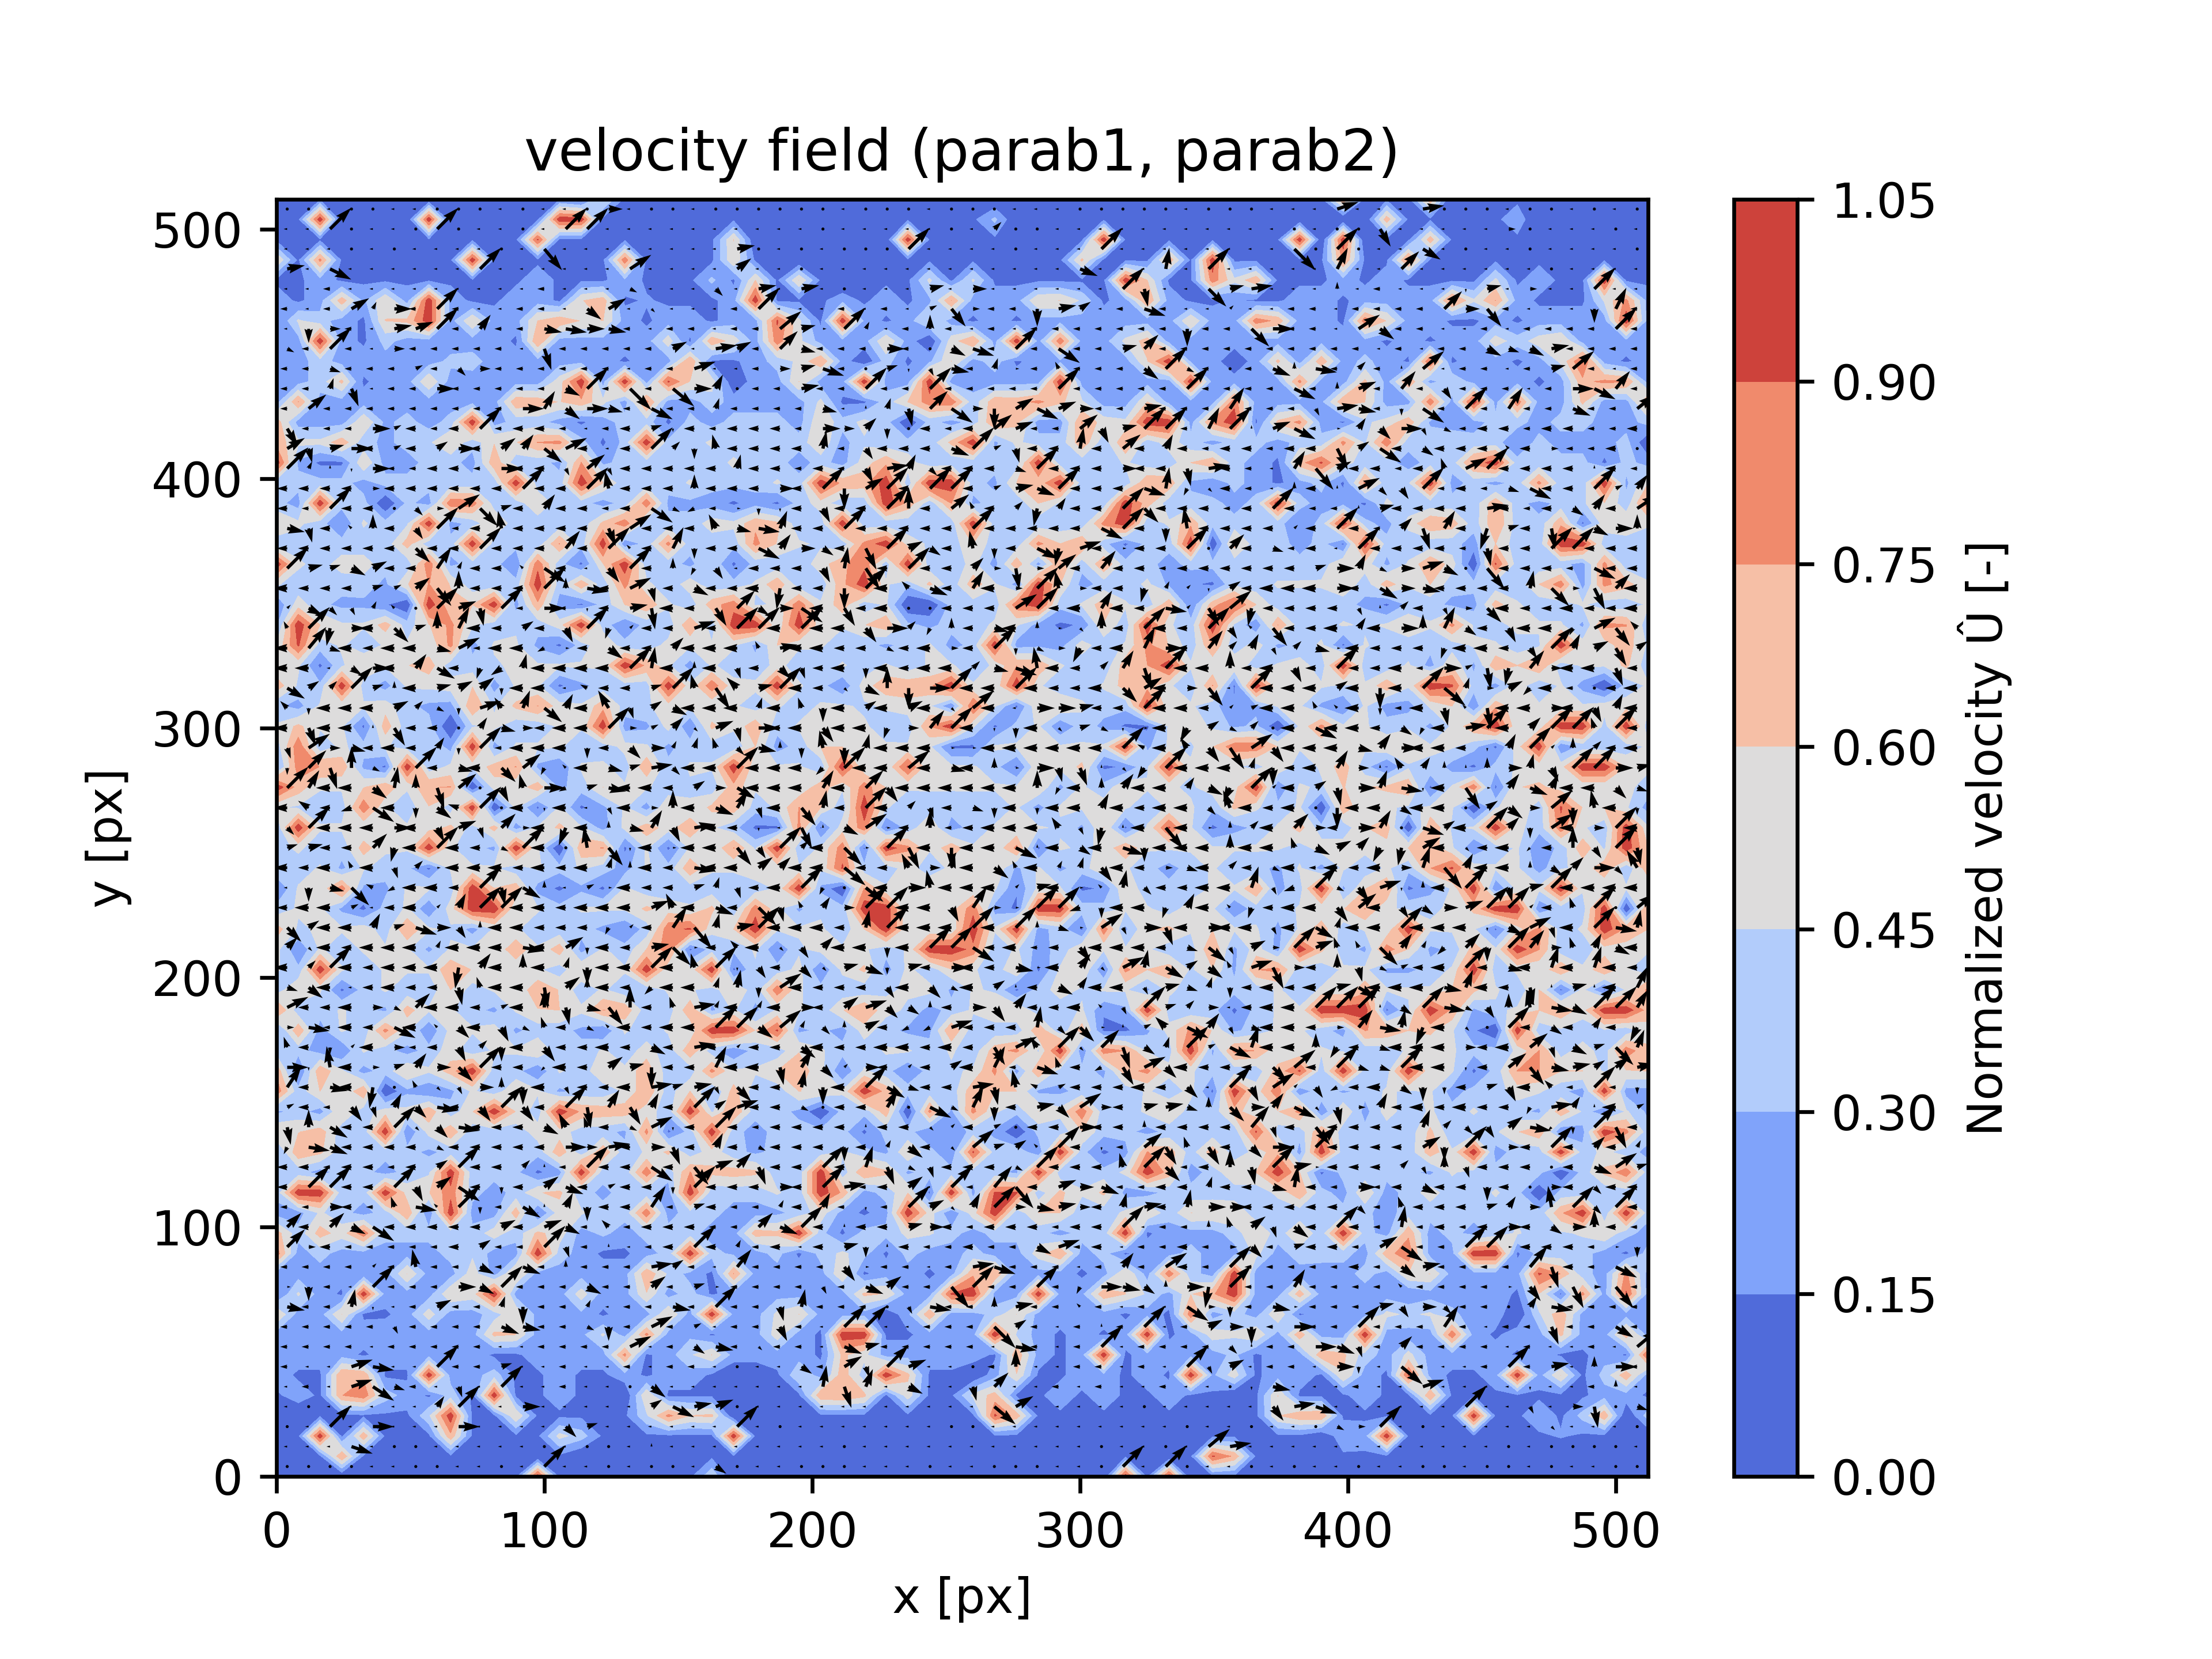 velocity field (parab1, parab2)
500
400
300
200
100
0
y [px]
0 100 200 300 400 500
x [px]
1.05
0.90
0.75
0.60
0.45
0.30
0.15
0.00
Normalized velocity Û [-]